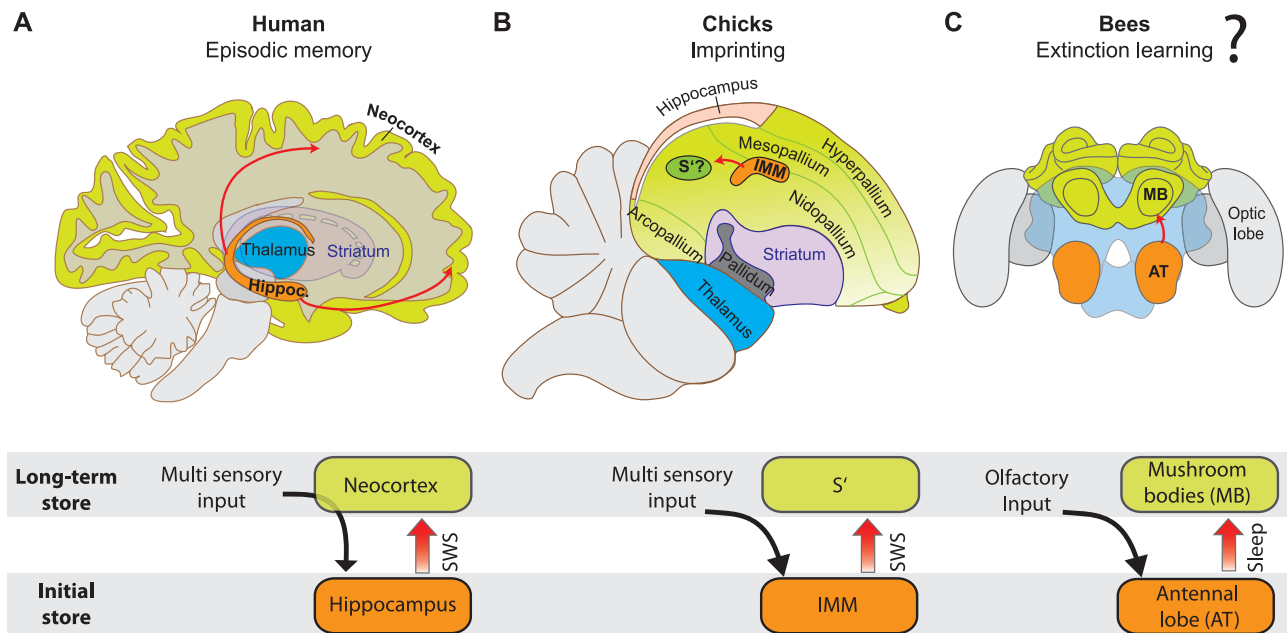 A
Human
Episodic memory
Neocortex
Thalamus
Striatum
Hippoc.
B
Chicks
Imprinting
Hippocampus
S'?
IMM
Mesopallium
Hyperpallium
Nidopallium
Arcopallium
Pallidum
Striatum
Thalamus
C
Bees
Extinction learning ?
MB
AT
Optic
lobe
Long-term
store
Multi sensory
input
Neocortex
Multi sensory
input
S'
Olfactory
Input
Mushroom
bodies (MB)
SWS
SWS
Sleep
Initial
store
Hippocampus
IMM
Antennal
lobe (AT)